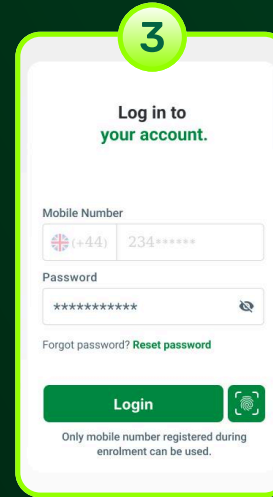 3
Log in to
your account.
Mobile Number
(+44) 234******
Password
***********
Forgot password? Reset password
Login
Only mobile number registered during
enrolment can be used.